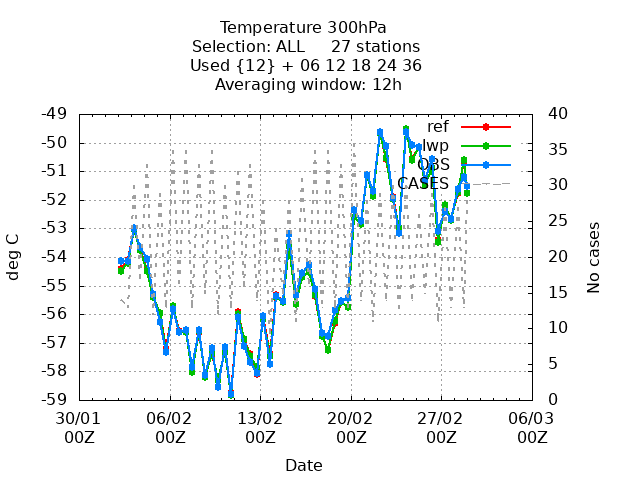 Temperature 300hPa
Selection: ALL 27 stations
Used {12} + 06 12 18 24 36
Averaging window: 12h
-49
-50
-51
-52
-53
-54
-55
-56
-57
-58
-59
deg C
40
35
30
25
20
15
10
5
0
No cases
ref
lwp
OBS
CASES
30/01 06/02 13/02 20/02 27/02 06/03
00Z 00Z 00Z 00Z 00Z 00Z
Date